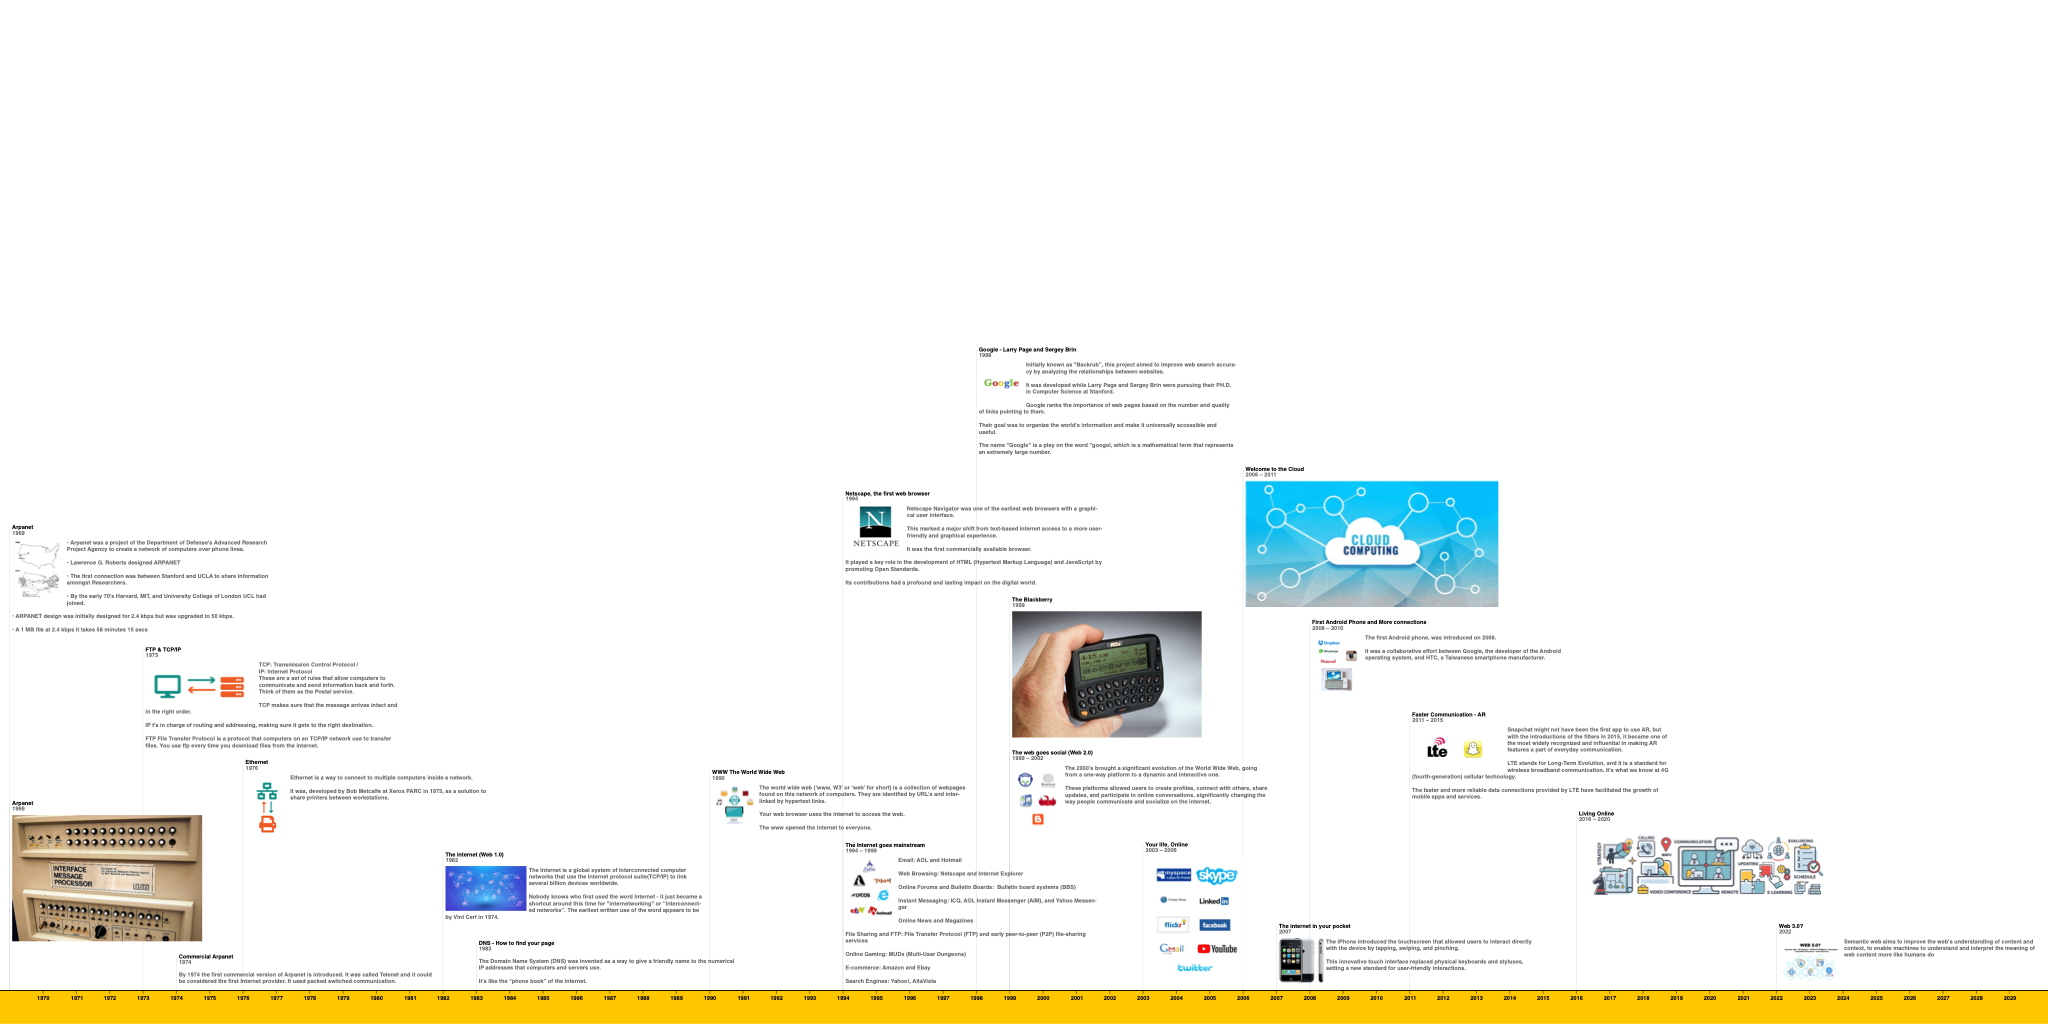 Google - Larry Page and Sergey Brin
1998
Initially known as "Backrub", this project aimed to improve web search accura-
cy by analyzing the relationships between websites.
Google
It was developed while Larry Page and Sergey Brin were pursuing their PH.D.
in Computer Science at Stanford.
Google ranks the importance of web pages based on the number and quality
of links pointing to them.
Their goal was to organize the world's information and make it universally accessible and
useful.
The name "Google" is a play on the word "googol, which is a mathematical term that represents
an extremely large number.
Welcome to the Cloud
2006 – 2011
CLOUD
COMPUTING
Netscape, the first web browser
1994
N
NETSCAPE
Netscape Navigator was one of the earliest web browsers with a graphi-
cal user interface.
This marked a major shift from text-based internet access to a more user-
friendly and graphical experience.
It was the first commercially available browser.
It played a key role in the development of HTML (Hypertext Markup Language) and JavaScript by
promoting Open Standards.
Its contributions had a profound and lasting impact on the digital world.
Arpanet
1969
- Arpanet was a project of the Department of Defense's Advanced Research
Project Agency to create a network of computers over phone lines.
- Lawrence G. Roberts designed ARPANET
- The first connection was between Stanford and UCLA to share information
amongst Researchers.
- By the early 70's Harvard, MIT, and University College of London UCL had
joined.
- ARPANET design was initially designed for 2.4 kbps but was upgraded to 50 kbps.
- A 1 MB file at 2.4 kbps it takes 58 minutes 15 secs
The Blackberry
1999
First Android Phone and More connections
2008 – 2010
Dropbox
WhatsApp
Pinterest
The first Android phone, was introduced on 2008.
It was a collaborative effort between Google, the developer of the Android
operating system, and HTC, a Taiwanese smartphone manufacturer.
FTP & TCP/IP
1973
TCP: Transmission Control Protocol /
IP: Internet Protocol
These are a set of rules that allow computers to
communicate and send information back and forth.
Think of them as the Postal service.
TCP makes sure that the message arrives intact and
in the right order.
IP t's in charge of routing and addressing, making sure it gets to the right destination.
FTP File Transfer Protocol is a protocol that computers on an TCP/IP network use to transfer
files. You use ftp every time you download files from the internet.
Faster Communication - AR
2011 – 2015
lte
Snapchat might not have been the first app to use AR, but
with the introductions of the filters in 2015, it became one of
the most widely recognized and influential in making AR
features a part of everyday communication.
LTE stands for Long-Term Evolution, and it is a standard for
wireless broadband communication. It's what we know at 4G
(fourth-generation) cellular technology.
The faster and more reliable data connections provided by LTE have facilitated the growth of
mobile apps and services.
The web goes social (Web 2.0)
1999 – 2002
The 2000's brought a significant evolution of the World Wide Web, going
from a one-way platform to a dynamic and interactive one.
These platforms allowed users to create profiles, connect with others, share
updates, and participate in online conversations, significantly changing the
way people communicate and socialize on the internet.
Ethernet
1976
Ethernet is a way to connect to multiple computers inside a network.
It was, developed by Bob Metcalfe at Xerox PARC in 1973, as a solution to
share printers between workstations.
WWW The World Wide Web
1990
The world wide web ('www, W3' or 'web' for short) is a collection of webpages
found on this network of computers. They are identified by URL's and inter-
linked by hypertext links.
Your web browser uses the internet to access the web.
The www opened the internet to everyone.
Arpanet
1969
INTERFACE
MESSAGE
PROCESSOR
Living Online
2016 – 2020
STRATEGY
CALLING
COMMUNICATION
REMOTE
EVALUATING
UPDATING
SCHEDULE
VIDEO CONFERENCE
E-LEARNING
The internet goes mainstream
1994 – 1999
LYCOS
ebY
hotmail
Email: AOL and Hotmail
Web Browsing: Netscape and Internet Explorer
Online Forums and Bulletin Boards: Bulletin board systems (BBS)
Instant Messaging: ICQ, AOL Instant Messenger (AIM), and Yahoo Messen-
ger
Online News and Magazines
File Sharing and FTP: File Transfer Protocol (FTP) and early peer-to-peer (P2P) file-sharing
services
Online Gaming: MUDs (Multi-User Dungeons)
E-commerce: Amazon and Ebay
Search Engines: Yahoo!, AltaVista
Your life, Online
2003 – 2006
myspace
skype
LinkedIn
flickr
facebook
Gmail
YouTube
twitter
The internet (Web 1.0)
1982
The Internet is a global system of interconnected computer
networks that use the Internet protocol suite(TCP/IP) to link
several billion devices worldwide.
Nobody knows who first used the word Internet - it just became a
shortcut around this time for "internetworking" or "interconnect-
ed networks". The earliest written use of the word appears to be
by Vint Cerf in 1974.
The internet in your pocket
2007
The iPhone introduced the touchscreen that allowed users to interact directly
with the device by tapping, swiping, and pinching.
This innovative touch interface replaced physical keyboards and styluses,
setting a new standard for user-friendly interactions.
Web 3.0?
2022
WEB 3.0?
Semantic web aims to improve the web's understanding of content and
context, to enable machines to understand and interpret the meaning of
web content more like humans do
DNS - How to find your page
1983
The Domain Name System (DNS) was invented as a way to give a friendly name to the numerical
IP addresses that computers and servers use.
It's like the "phone book" of the internet.
Commercial Arpanet
1974
By 1974 the first commercial version of Arpanet is introduced. It was called Telenet and it could
be considered the first Internet provider. It used packed switched communication.
1970 1971 1972 1973 1974 1975 1976 1977 1978 1979 1980 1981 1982 1983 1984 1985 1986 1987 1988 1989 1990 1991 1992 1993 1994 1995 1996 1997 1998 1999 2000 2001 2002 2003 2004 2005 2006 2007 2008 2009 2010 2011 2012 2013 2014 2015 2016 2017 2018 2019 2020 2021 2022 2023 2024 2025 2026 2027 2028 2029